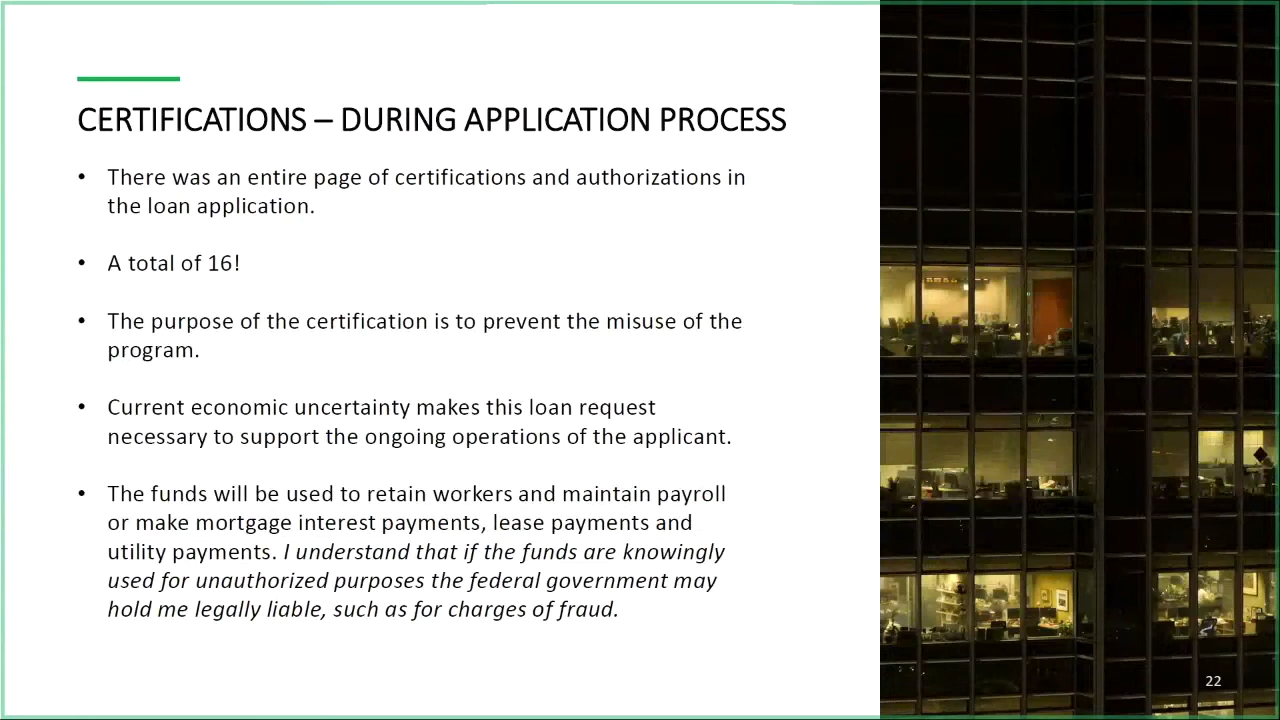 CERTIFICATIONS – DURING APPLICATION PROCESS
• There was an entire page of certifications and authorizations in
the loan application.
• A total of 16!
• The purpose of the certification is to prevent the misuse of the
program.
• Current economic uncertainty makes this loan request
necessary to support the ongoing operations of the applicant.
• The funds will be used to retain workers and maintain payroll
or make mortgage interest payments, lease payments and
utility payments. I understand that if the funds are knowingly
used for unauthorized purposes the federal government may
hold me legally liable, such as for charges of fraud.
22